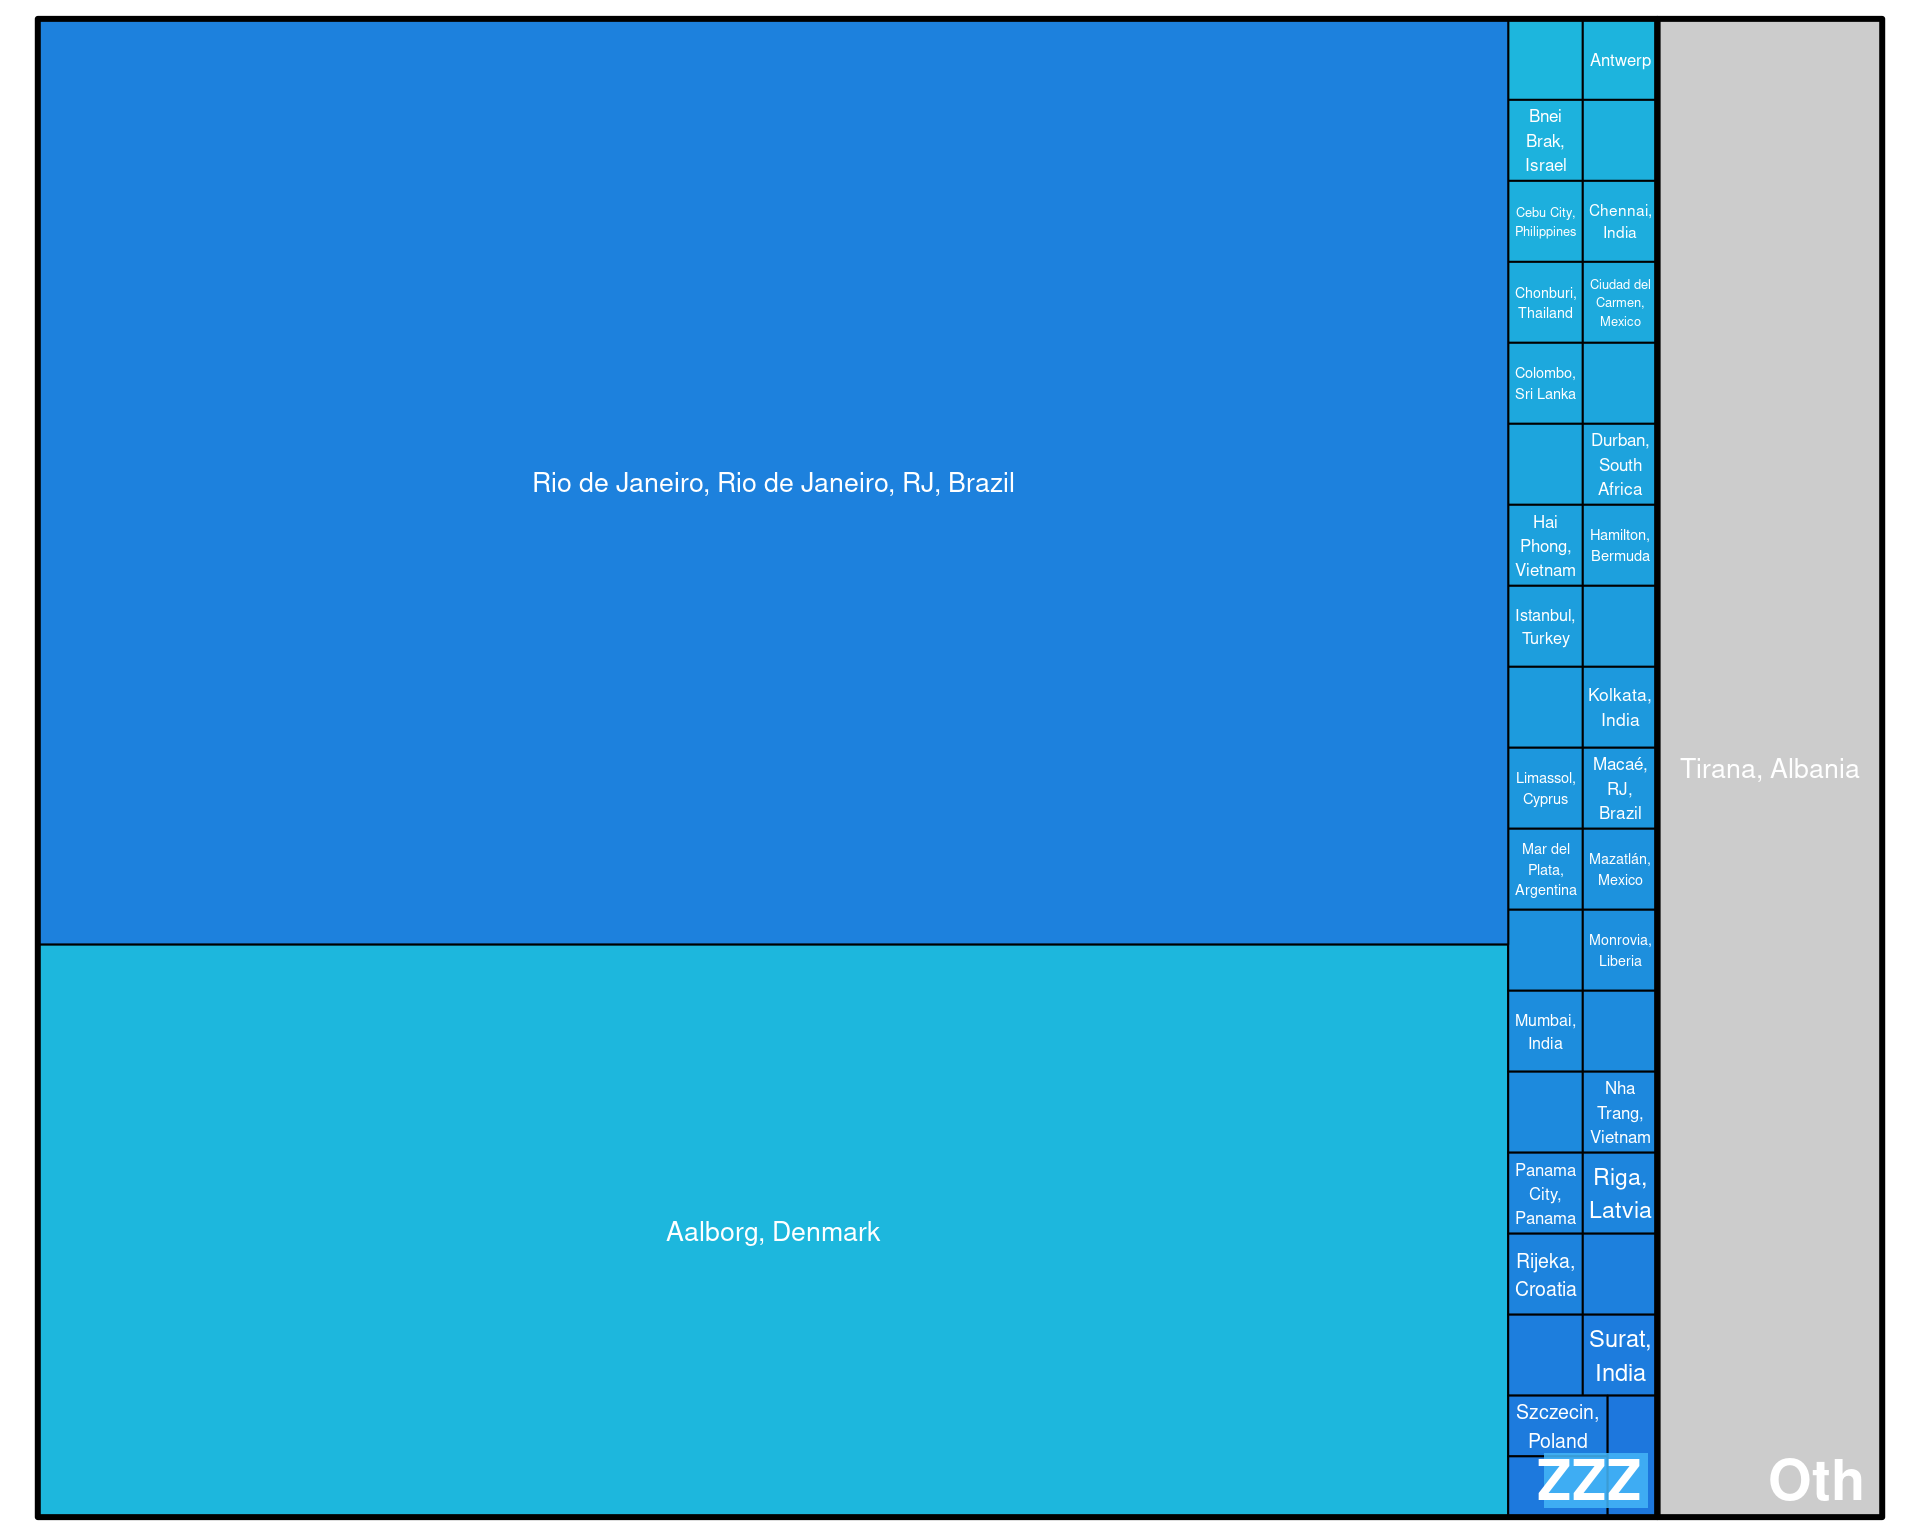 Antwerp
Bnei
Brak,
Israel
Cebu City,
Philippines
Chennai,
India
Chonburi,
Thailand
Ciudad del
Carmen,
Mexico
Colombo,
Sri Lanka
Durban,
South
Africa
Rio de Janeiro, Rio de Janeiro, RJ, Brazil
Hai
Phong,
Vietnam
Hamilton,
Bermuda
Istanbul,
Turkey
Kolkata,
India
Limassol,
Cyprus
Macaé,
RJ,
Brazil
Tirana, Albania
Mar del
Plata,
Argentina
Mazatlán,
Mexico
Monrovia,
Liberia
Mumbai,
India
Nha
Trang,
Vietnam
Panama
City,
Panama
Riga,
Latvia
Aalborg, Denmark
Rijeka,
Croatia
Surat,
India
Szczecin,
Poland
ZZZ
Oth